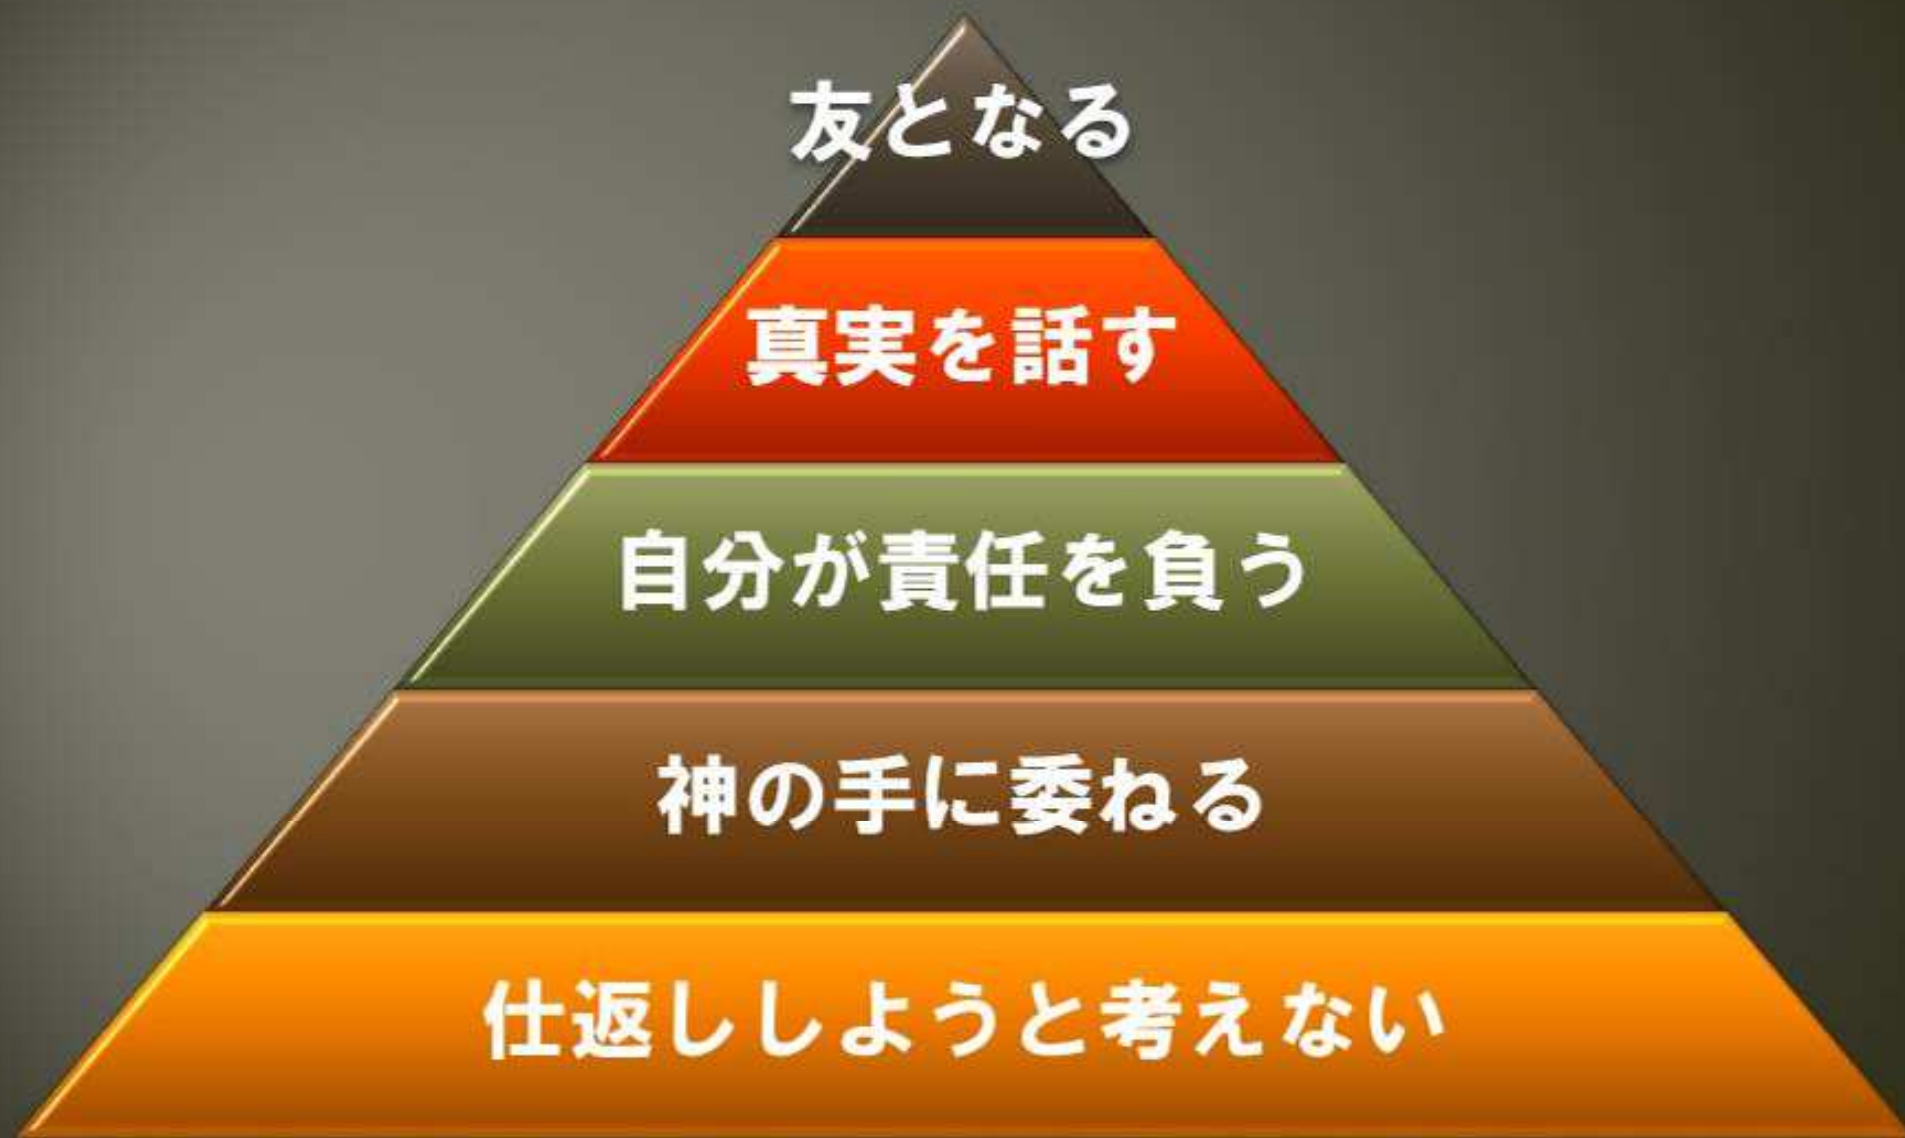 友となる
真実を話す
自分が責任を負う
神の手に委ねる
仕返ししようと考えない